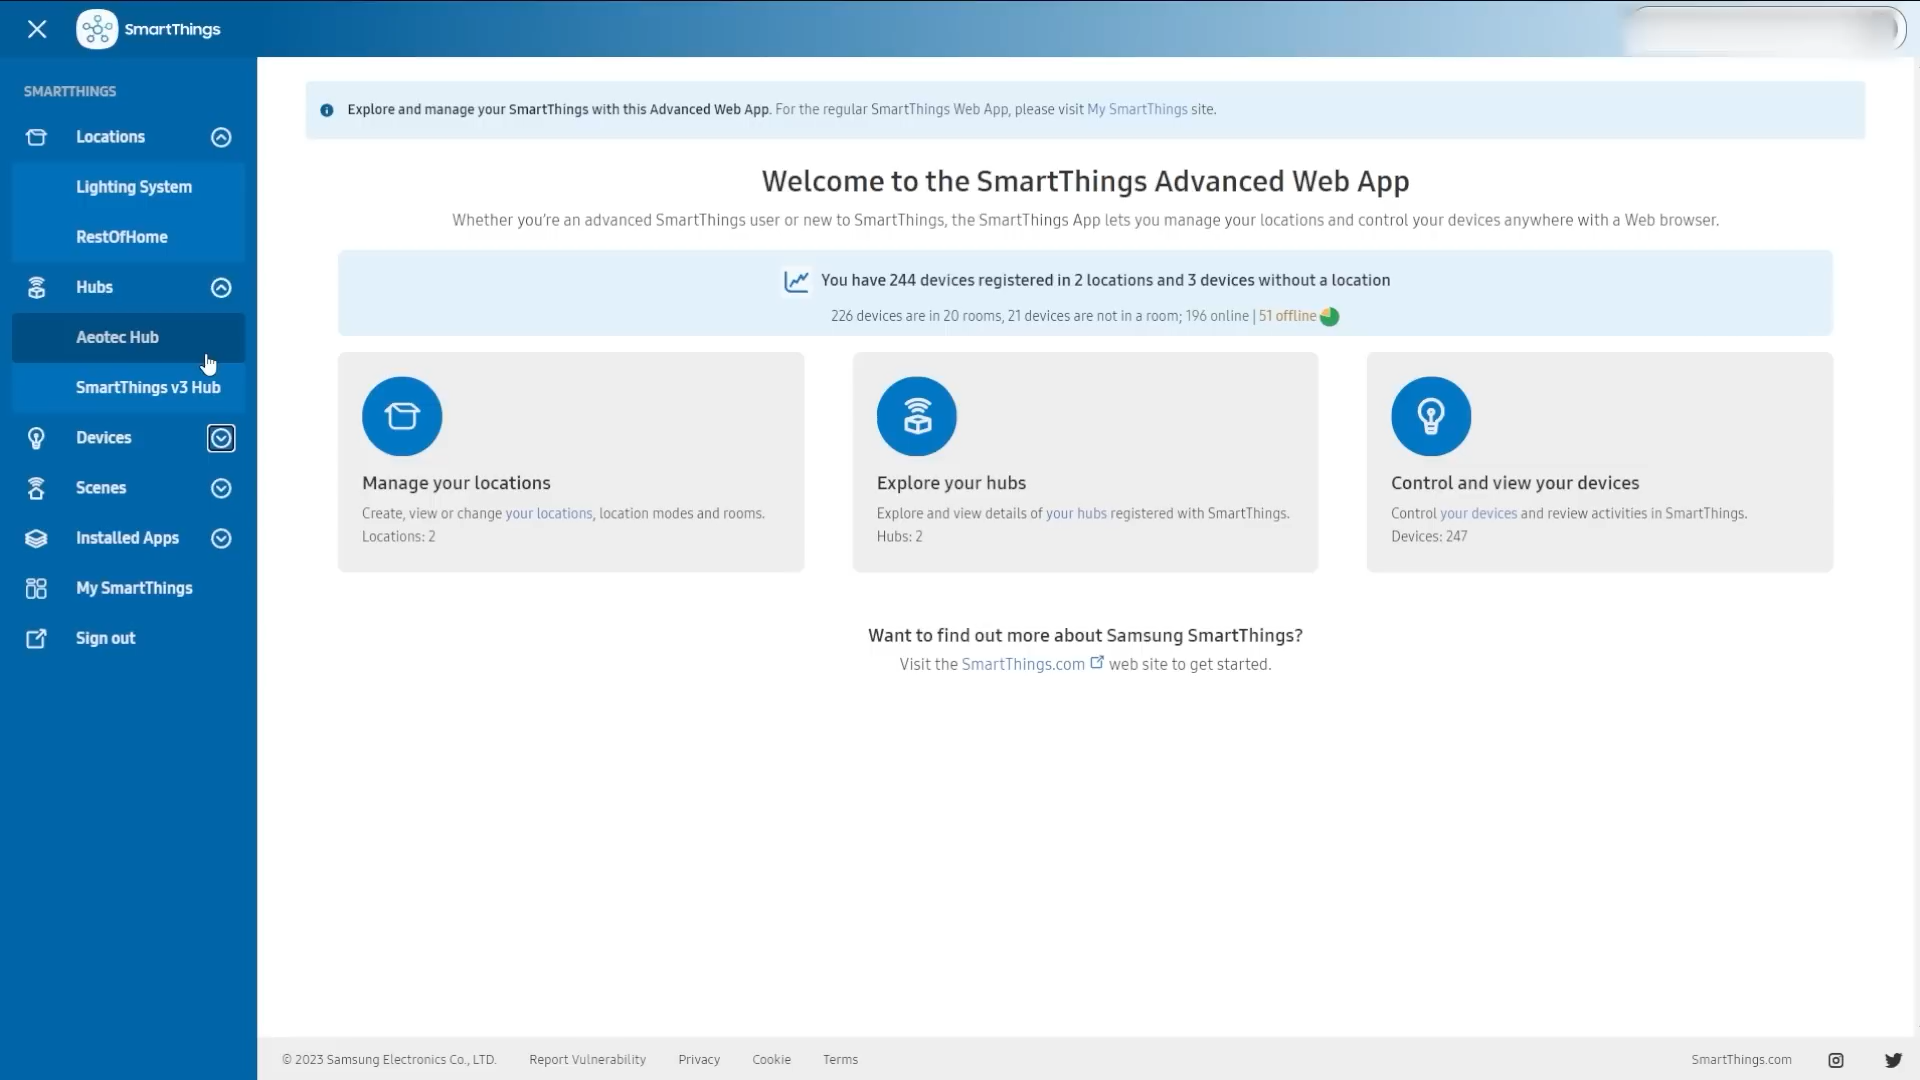 SmartThings
SMARTTHINGS
Locations
Lighting System
RestOfHome
Hubs
Aeotec Hub
SmartThings v3 Hub
Devices
Scenes
Installed Apps
My SmartThings
Sign out
Explore and manage your SmartThings with this Advanced Web App. For the regular SmartThings Web App, please visit My SmartThings site.
Welcome to the SmartThings Advanced Web App
Whether you're an advanced SmartThings user or new to SmartThings, the SmartThings App lets you manage your locations and control your devices anywhere with a Web browser.
You have 244 devices registered in 2 locations and 3 devices without a location
226 devices are in 20 rooms, 21 devices are not in a room; 196 online | 51 offline
Manage your locations
Create, view or change your locations, location modes and rooms.
Locations: 2
Explore your hubs
Explore and view details of your hubs registered with SmartThings.
Hubs: 2
Control and view your devices
Control your devices and review activities in SmartThings.
Devices: 247
Want to find out more about Samsung SmartThings?
Visit the SmartThings.com web site to get started.
© 2023 Samsung Electronics Co., LTD. Report Vulnerability Privacy Cookie Terms SmartThings.com